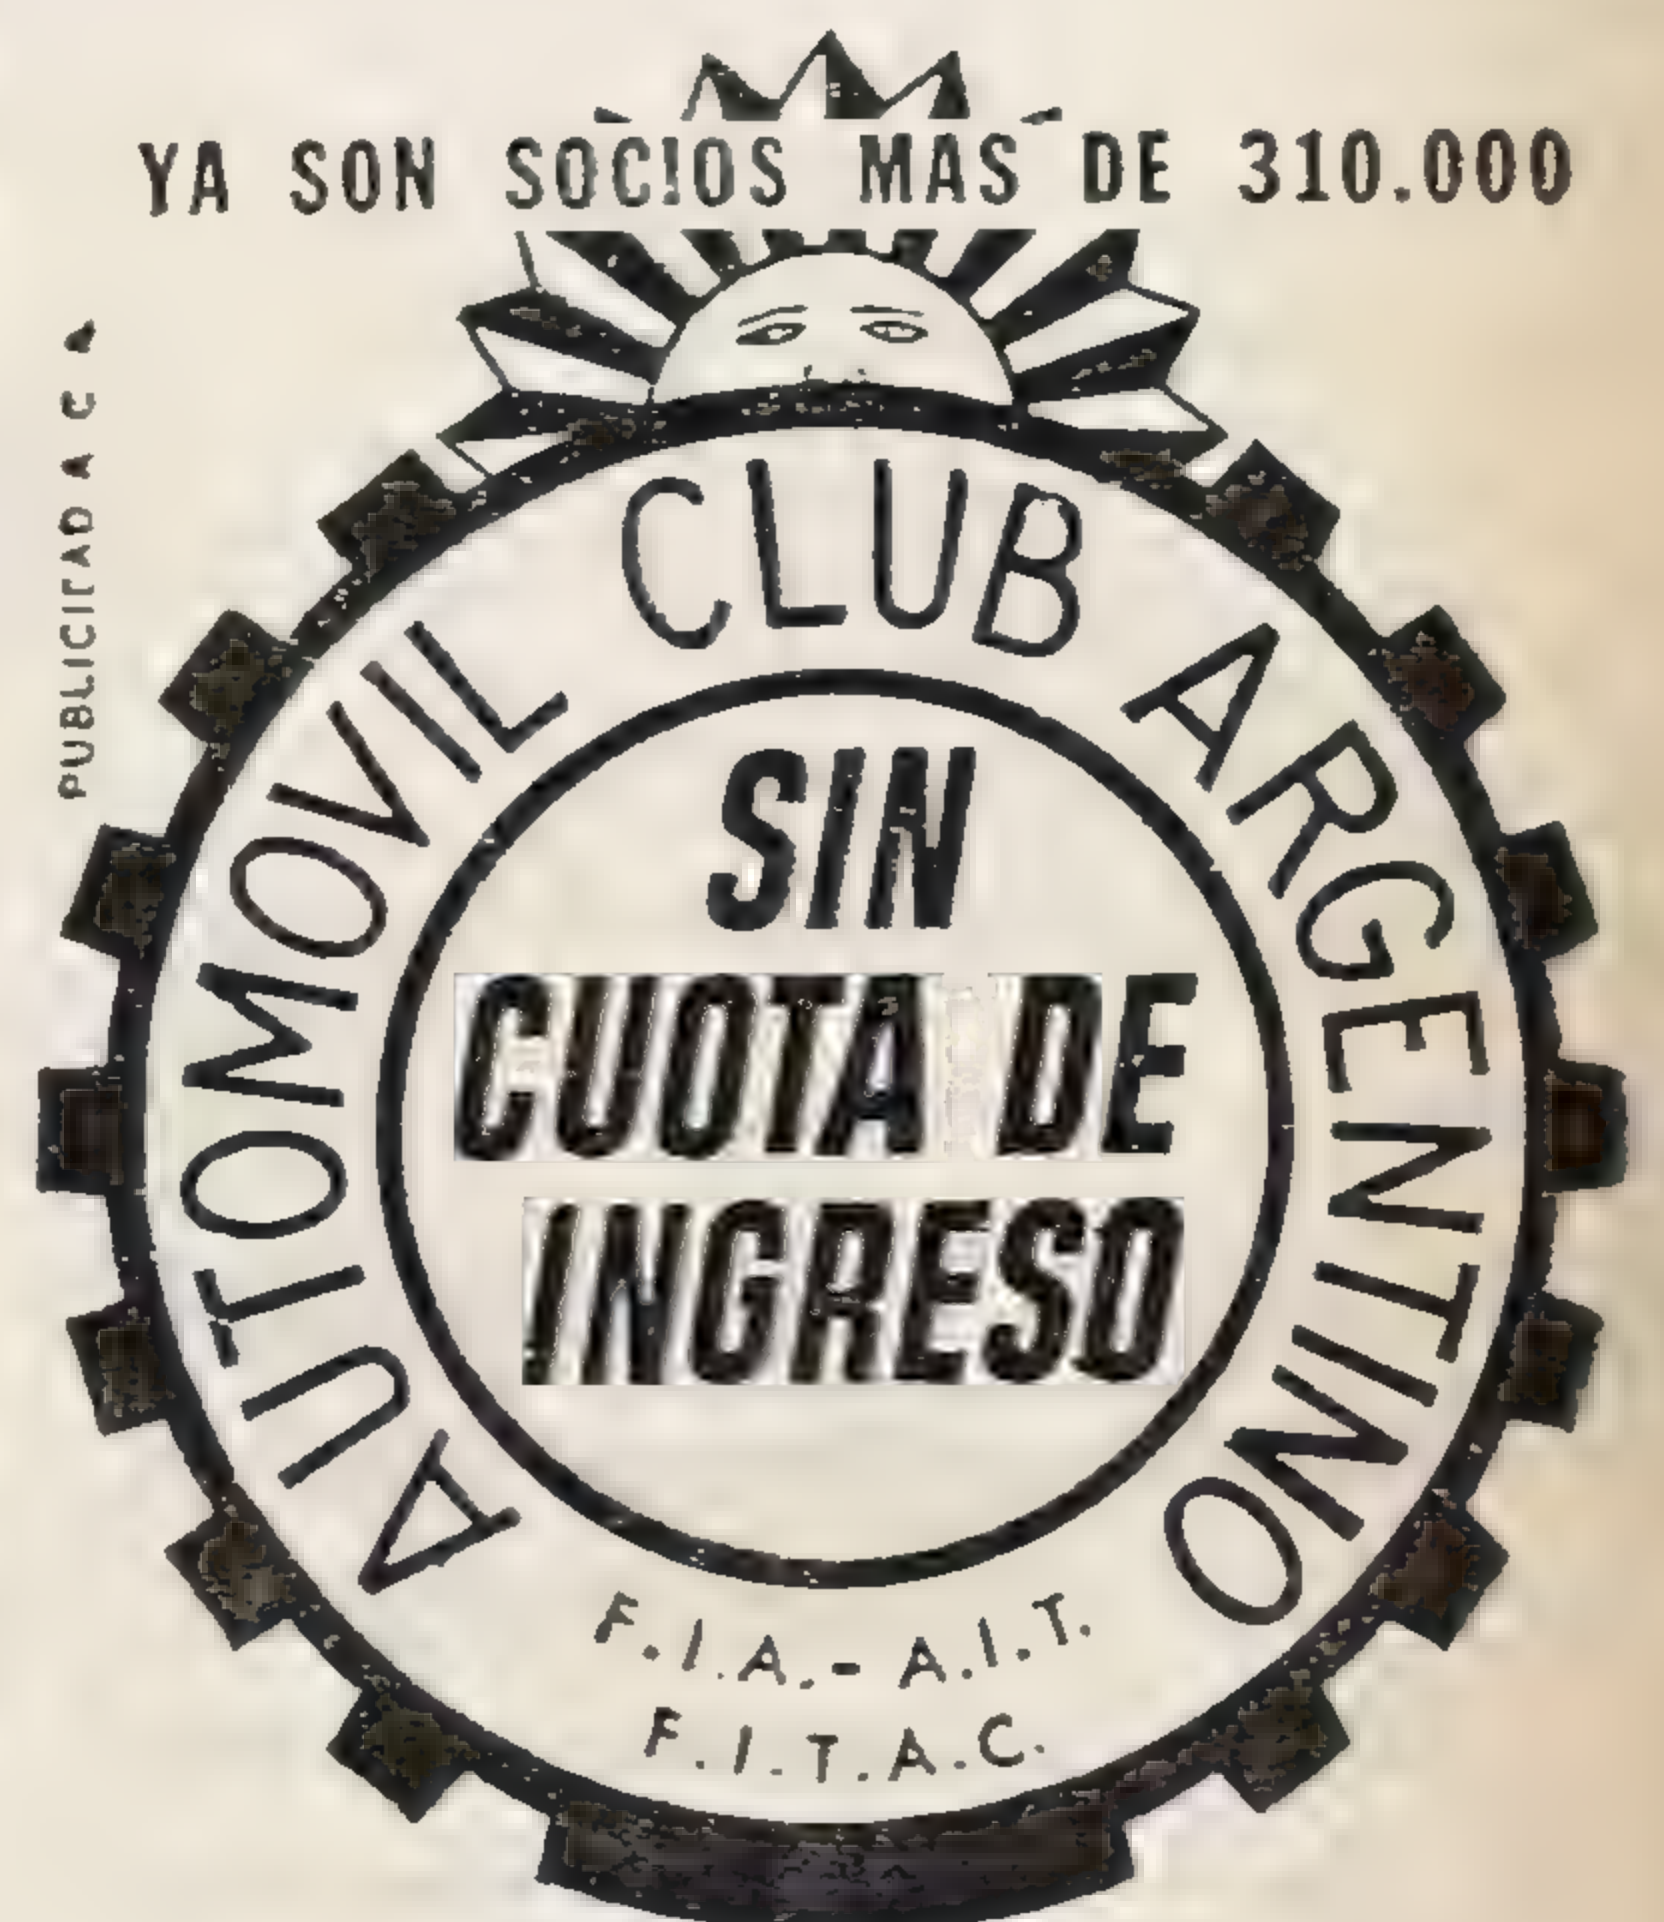 YA SON SOCIOS MAS DE 310.000
PUBLICIDAD A C A
AUTOMOVIL CLUB ARGENTINO
SIN
CUOTA DE
INGRESO
F.I.A.- A.I.T.
F.I.T.A.C.